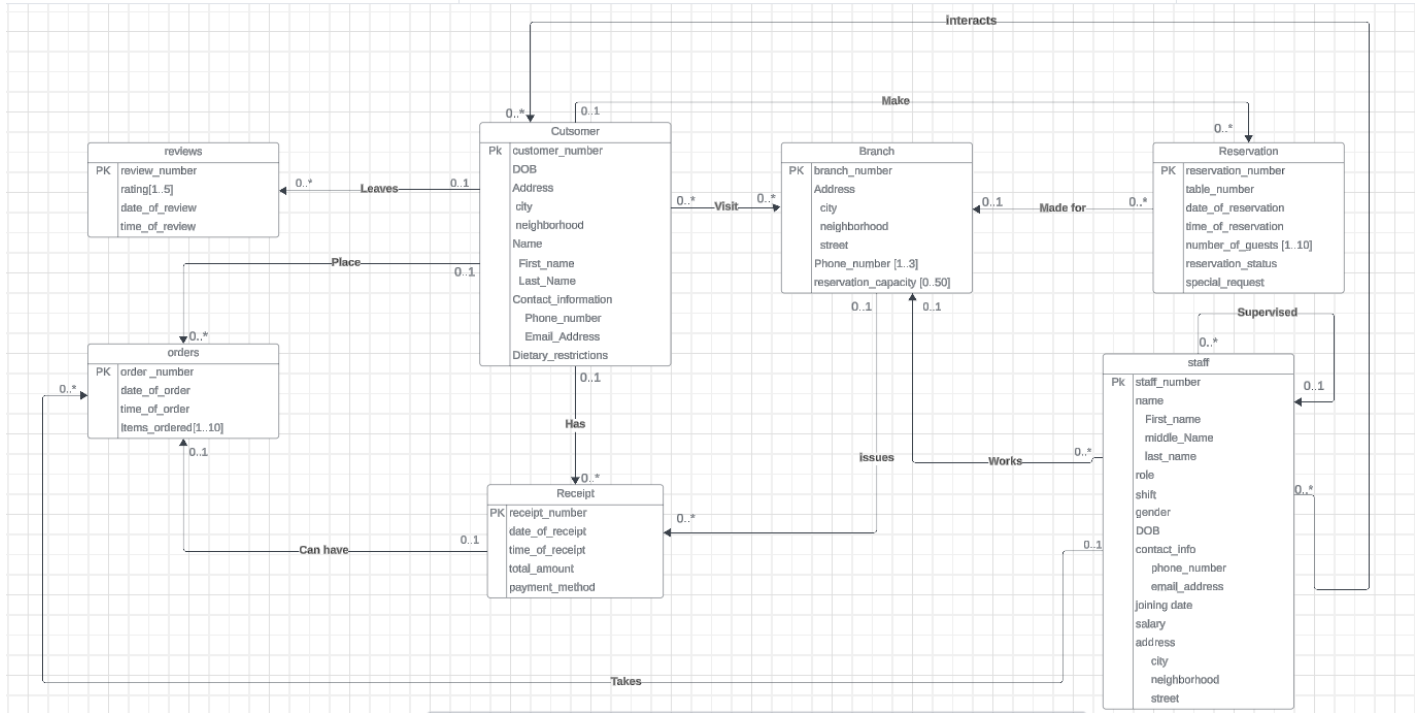 interacts
Make
0..*
0..1
0..*
Cutsomer
Pk customer_number
DOB
Address
city
neighborhood
Name
First_name
Last_Name
Contact_information
Phone_number
Email_Address
Dietary_restrictions
reviews
PK review_number
rating[1..5]
date_of_review
time_of_review
0..* Leaves 0..1
Branch
PK branch_number
Address
city
neighborhood
street
Phone_number [1..3]
reservation_capacity [0..50]
0..* Visit 0..*
Reservation
PK reservation_number
table_number
date_of_reservation
time_of_reservation
number_of_guests [1..10]
reservation_status
special_request
0..1 Made for 0..*
Place
0..1
0..*
orders
PK order _number
date_of_order
time_of_order
Items_ordered[1..10]
0..*
0..1
0..1
Has
0..*
0..1
0..1
issues
0..*
Works
0..*
Supervised
0..*
0..1
staff
Pk staff_number
name
First_name
middle_Name
last_name
role
shift
gender
DOB
contact_info
phone_number
email_address
joining date
salary
address
city
neighborhood
street
0..*
0..1
Receipt
PK receipt_number
date_of_receipt
time_of_receipt
total_amount
payment_method
Can have
0..1
Takes